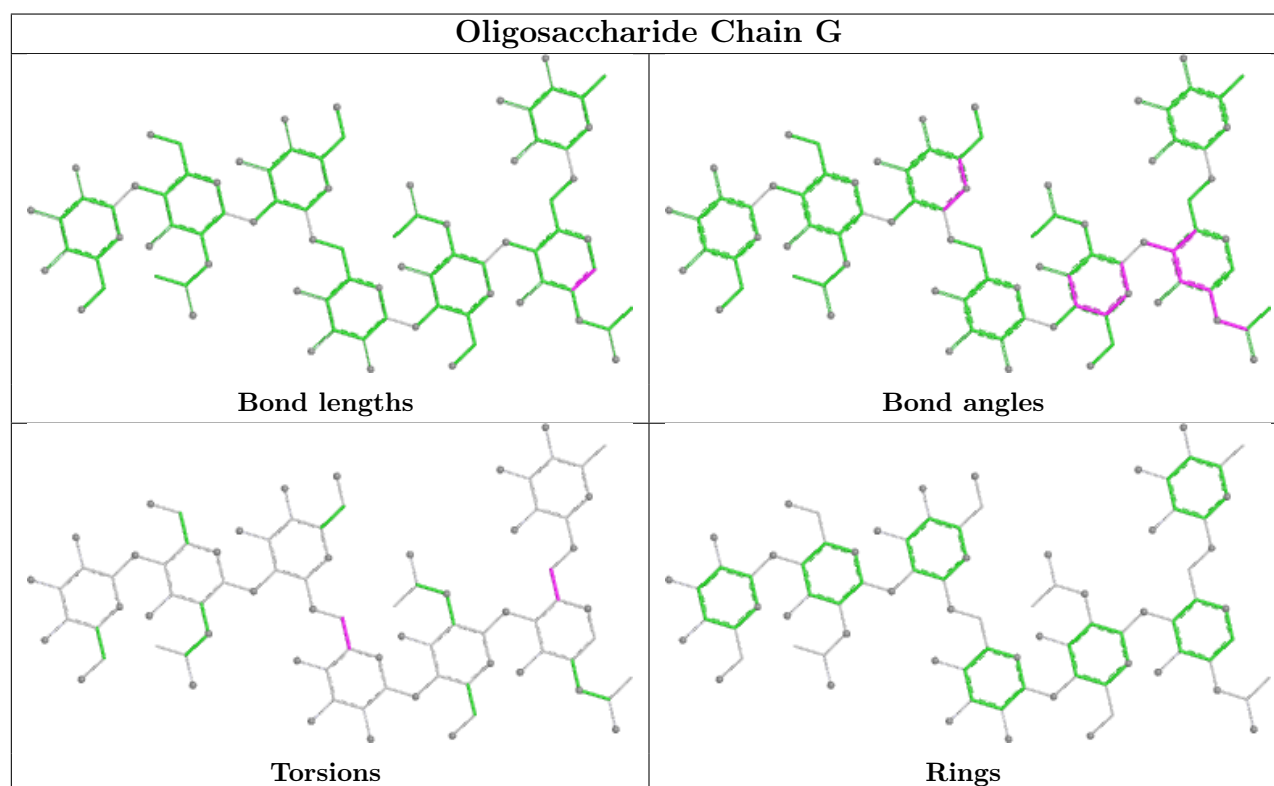 Oligosaccharide Chain G
Bond lengths
Bond angles
Torsions
Rings